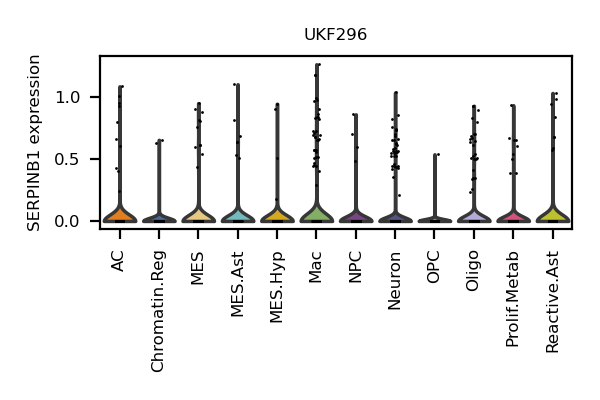 UKF296
SERPINB1 expression
1.0
0.5
0.0
AC
Chromatin.Reg
MES
MES.Ast
MES.Hyp
Mac
NPC
Neuron
OPC
Oligo
Prolif.Metab
Reactive.Ast